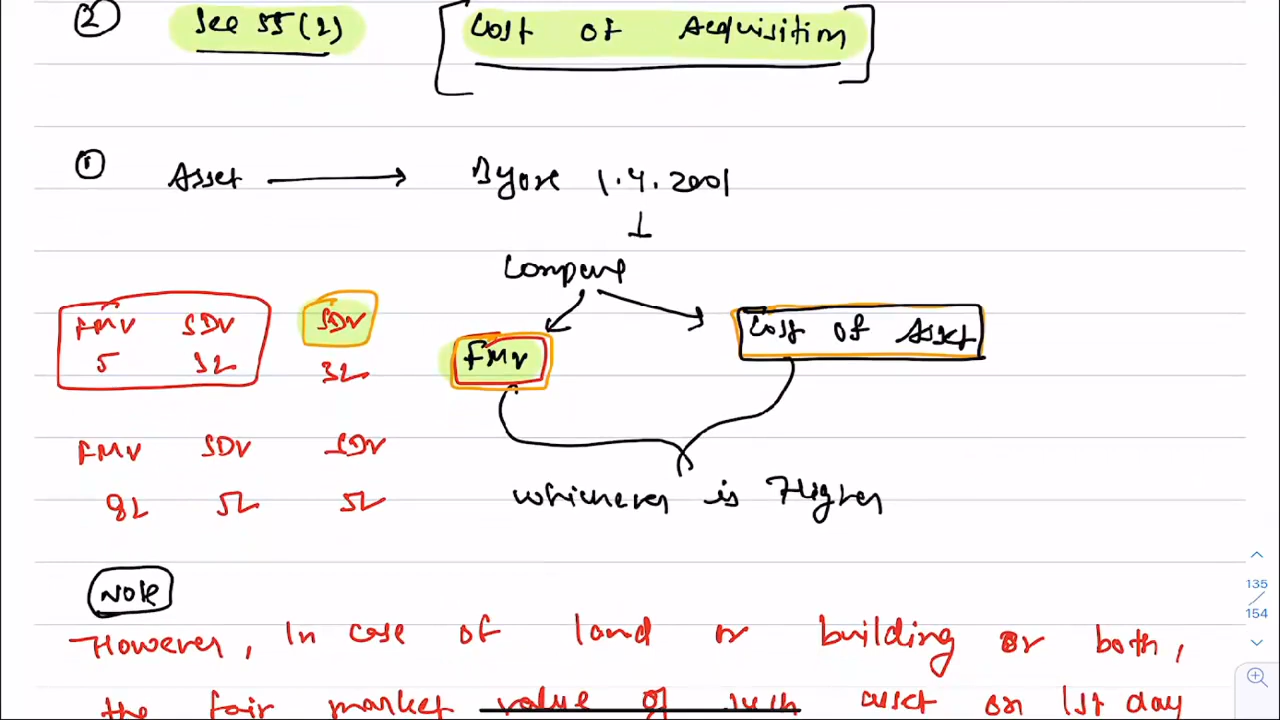 ② Sec 55(2) [Cost of Acquisition]
① Asset → Before 1.4.2001
Compare
FMV SDV SDV
FMV Cost of Asset
5 3L 3L
FMV SDV SDV
8L 5L 5L
whichever is Higher
Note
However, In case of land or building or both,
the fair market value of such asset on 1st day
135
154